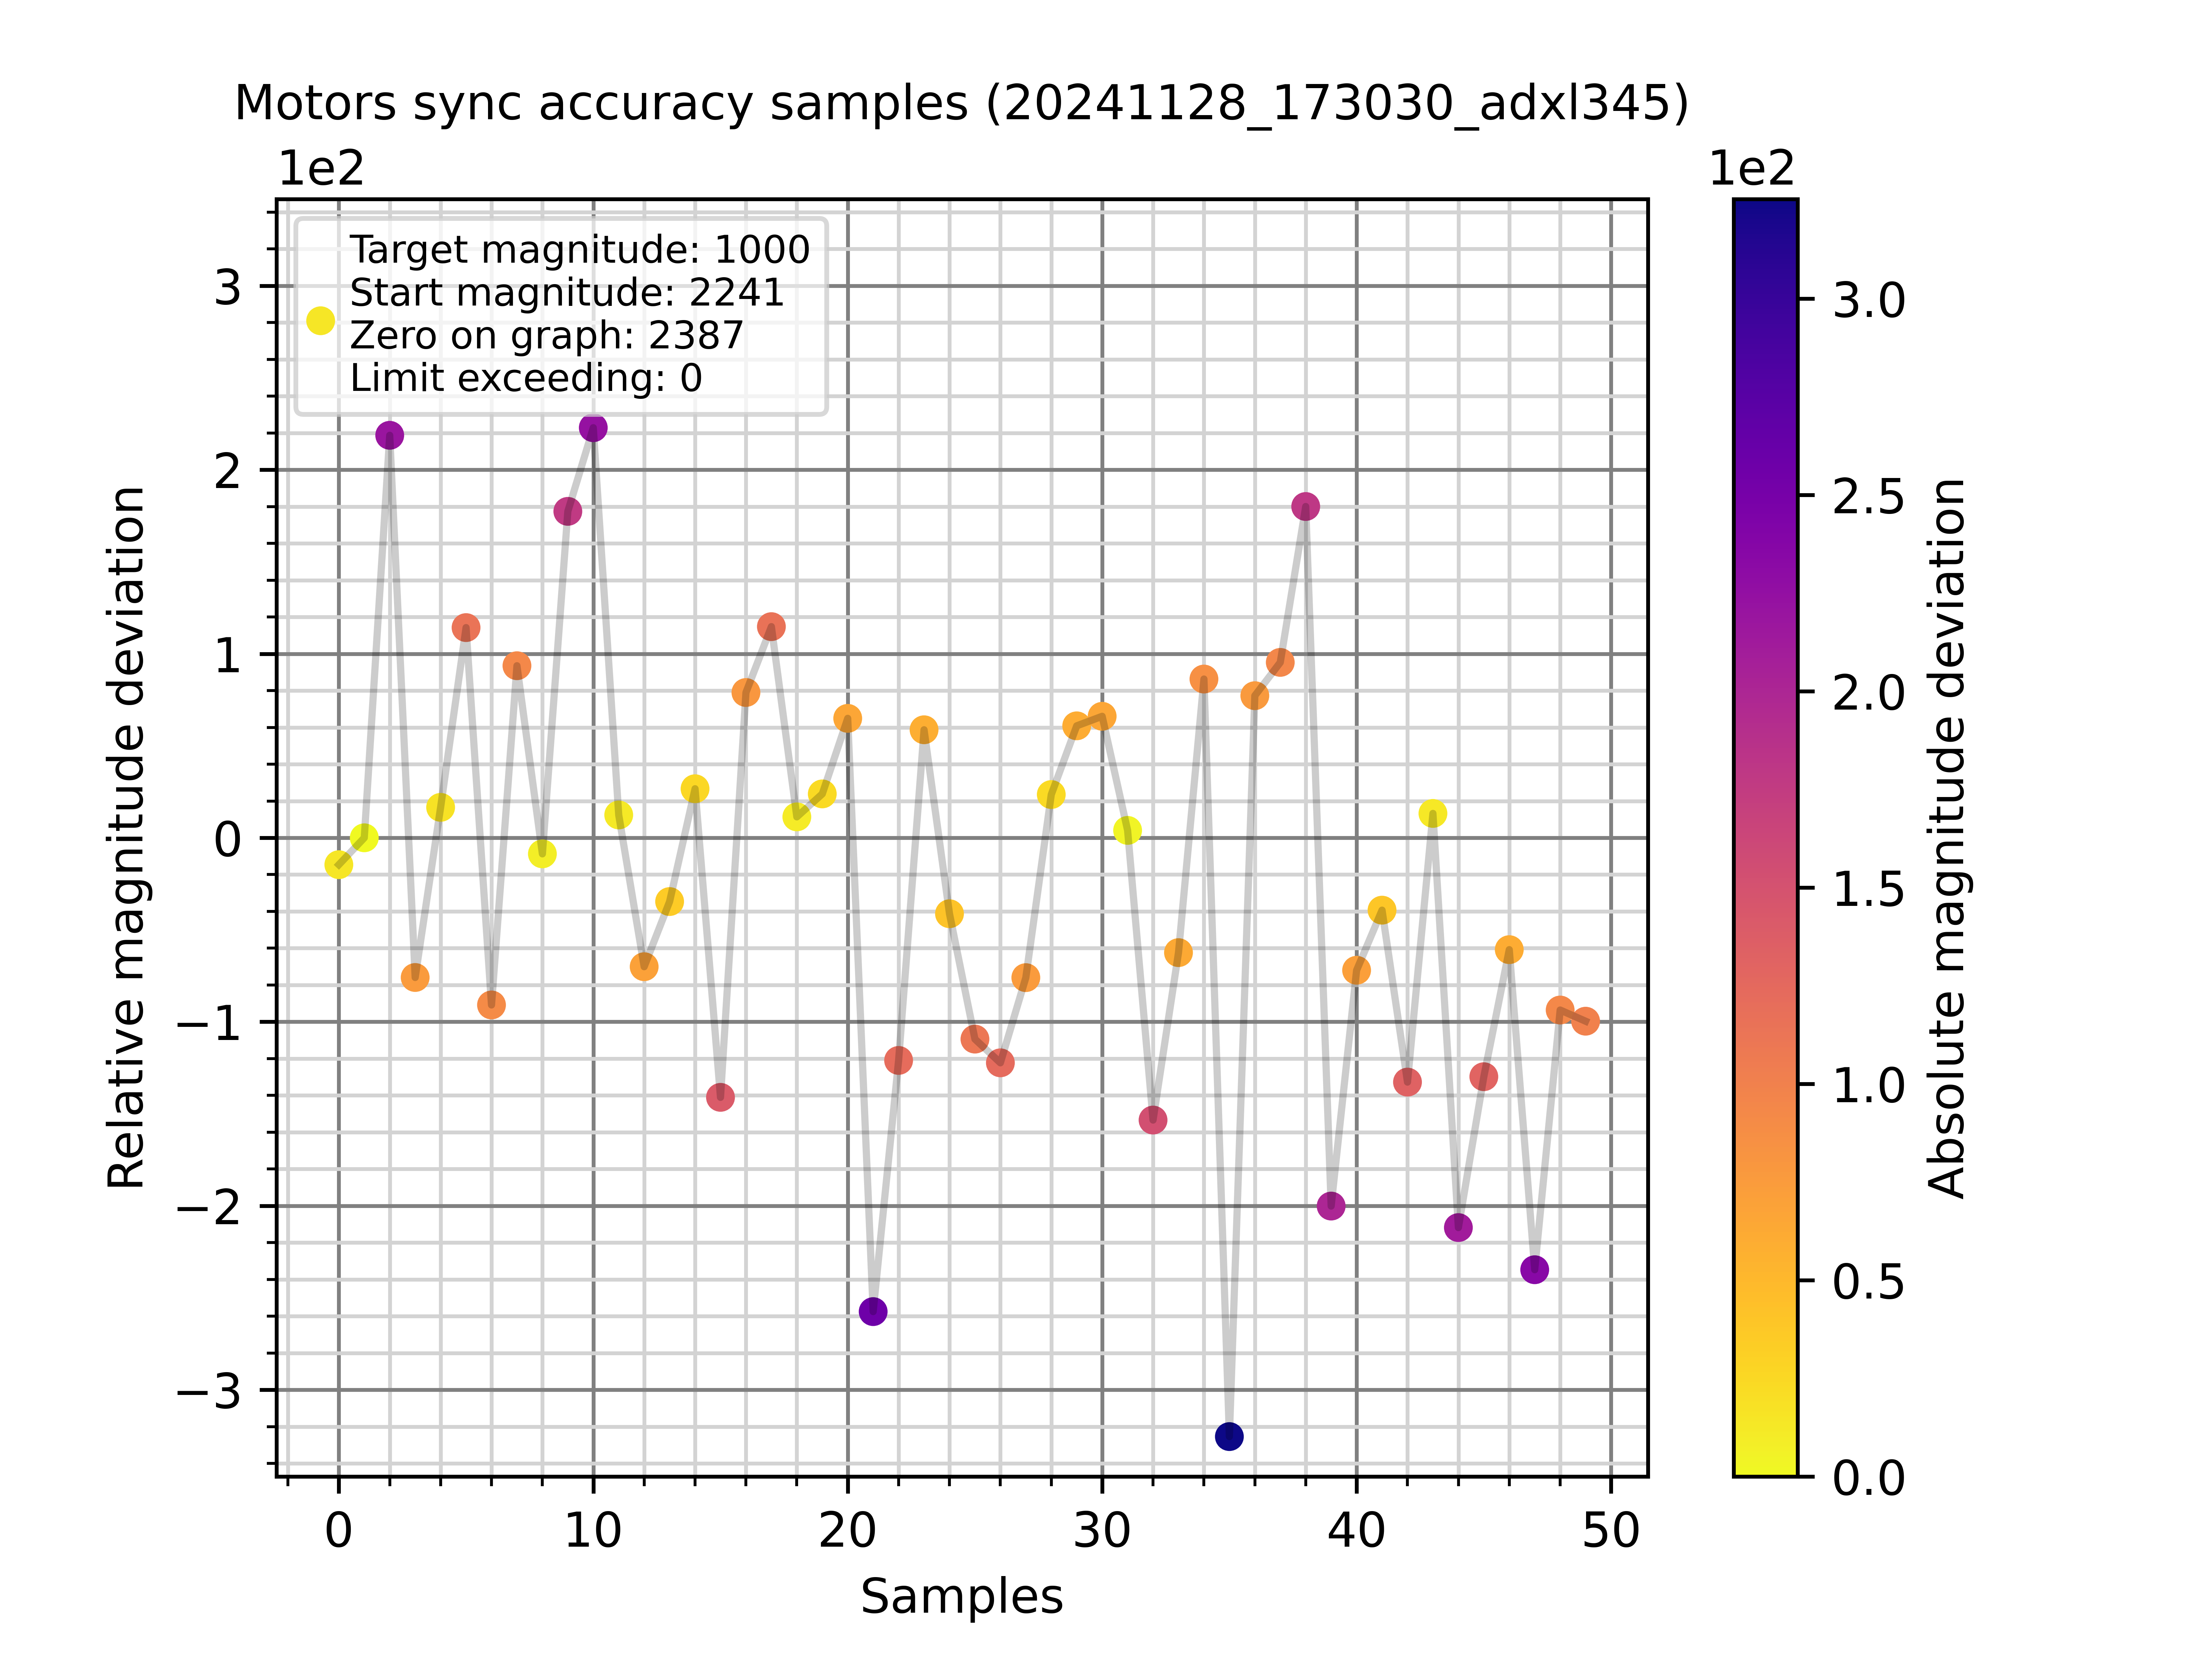 Motors sync accuracy samples (20241128_173030_adxl345)
1e2
1e2
Target magnitude: 1000
Start magnitude: 2241
Zero on graph: 2387
Limit exceeding: 0
3
2
1
0
−1
−2
−3
Relative magnitude deviation
0 10 20 30 40 50
Samples
3.0
2.5
2.0
1.5
1.0
0.5
0.0
Absolute magnitude deviation